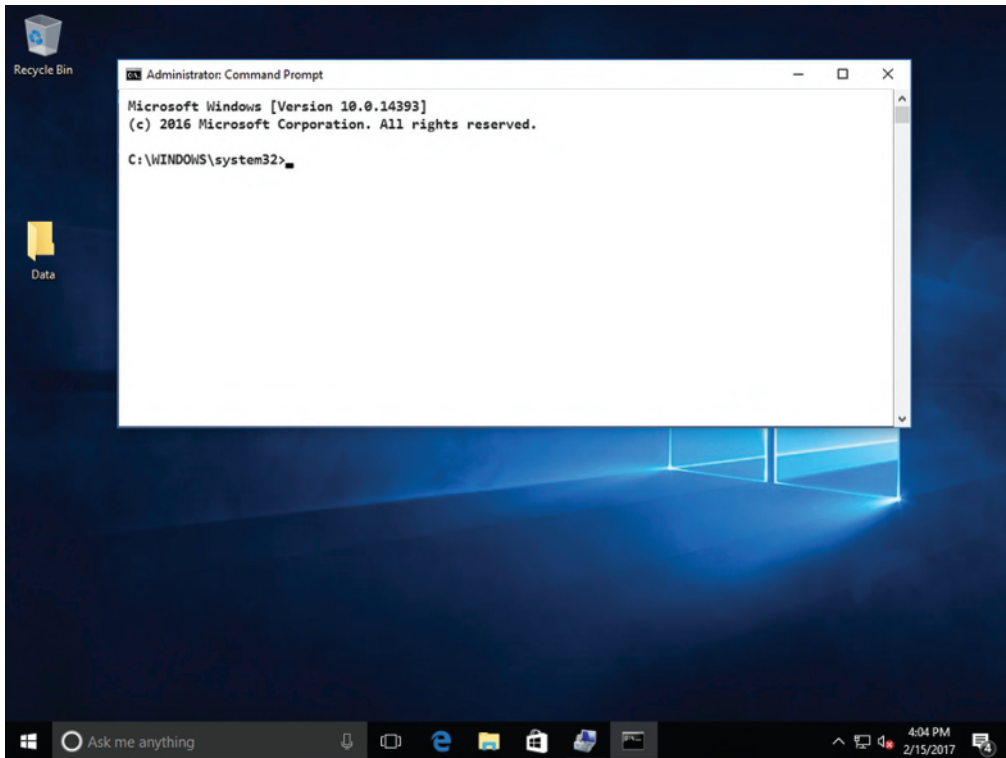 Recycle Bin
Administrator: Command Prompt
Microsoft Windows [Version 10.0.14393]
(c) 2016 Microsoft Corporation. All rights reserved.
C:\WINDOWS\system32>
Data
Ask me anything
4:04 PM
2/15/2017
4